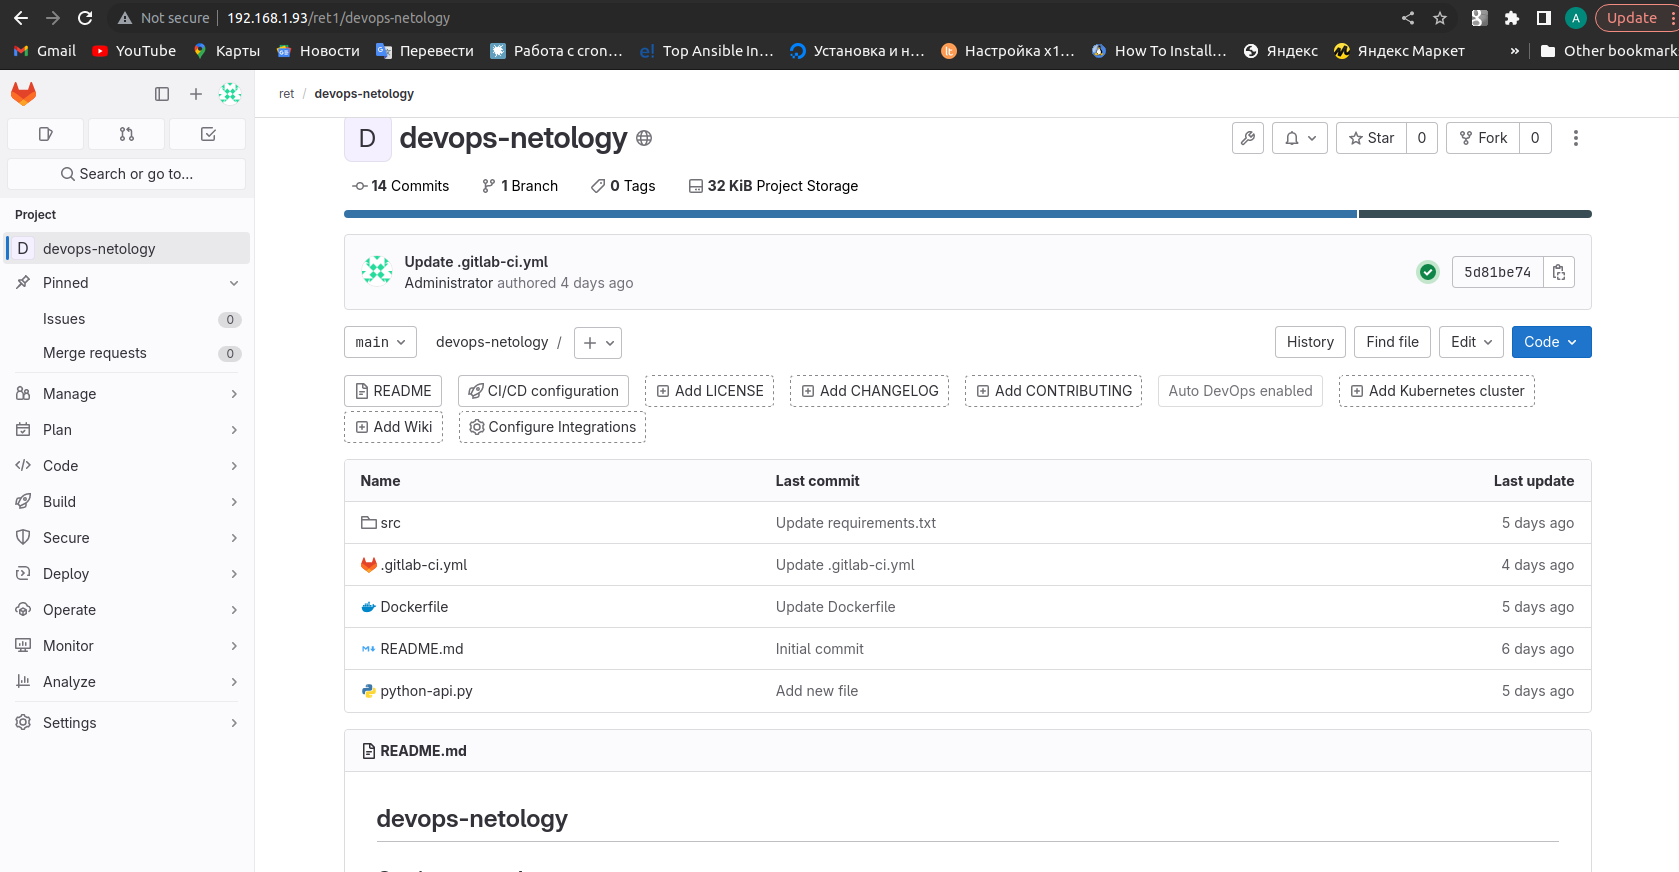 Not secure 192.168.1.93/ret1/devops-netology A Update
Gmail YouTube Карты Новости Перевести Работа с cron... Top Ansible In... Установка и н... Настройка x1... How To Install... Яндекс Яндекс Маркет » Other bookmark
ret / devops-netology
Search or go to...
Project
D devops-netology
Pinned
Issues 0
Merge requests 0
Manage
Plan
Code
Build
Secure
Deploy
Operate
Monitor
Analyze
Settings
D devops-netology
Star 0 Fork 0
14 Commits 1 Branch 0 Tags 32 KiB Project Storage
Update .gitlab-ci.yml
Administrator authored 4 days ago
5d81be74
main devops-netology / +
History Find file Edit Code
README CI/CD configuration Add LICENSE Add CHANGELOG Add CONTRIBUTING Auto DevOps enabled Add Kubernetes cluster
Add Wiki Configure Integrations
Name Last commit Last update
src Update requirements.txt 5 days ago
.gitlab-ci.yml Update .gitlab-ci.yml 4 days ago
Dockerfile Update Dockerfile 5 days ago
README.md Initial commit 6 days ago
python-api.py Add new file 5 days ago
README.md
devops-netology